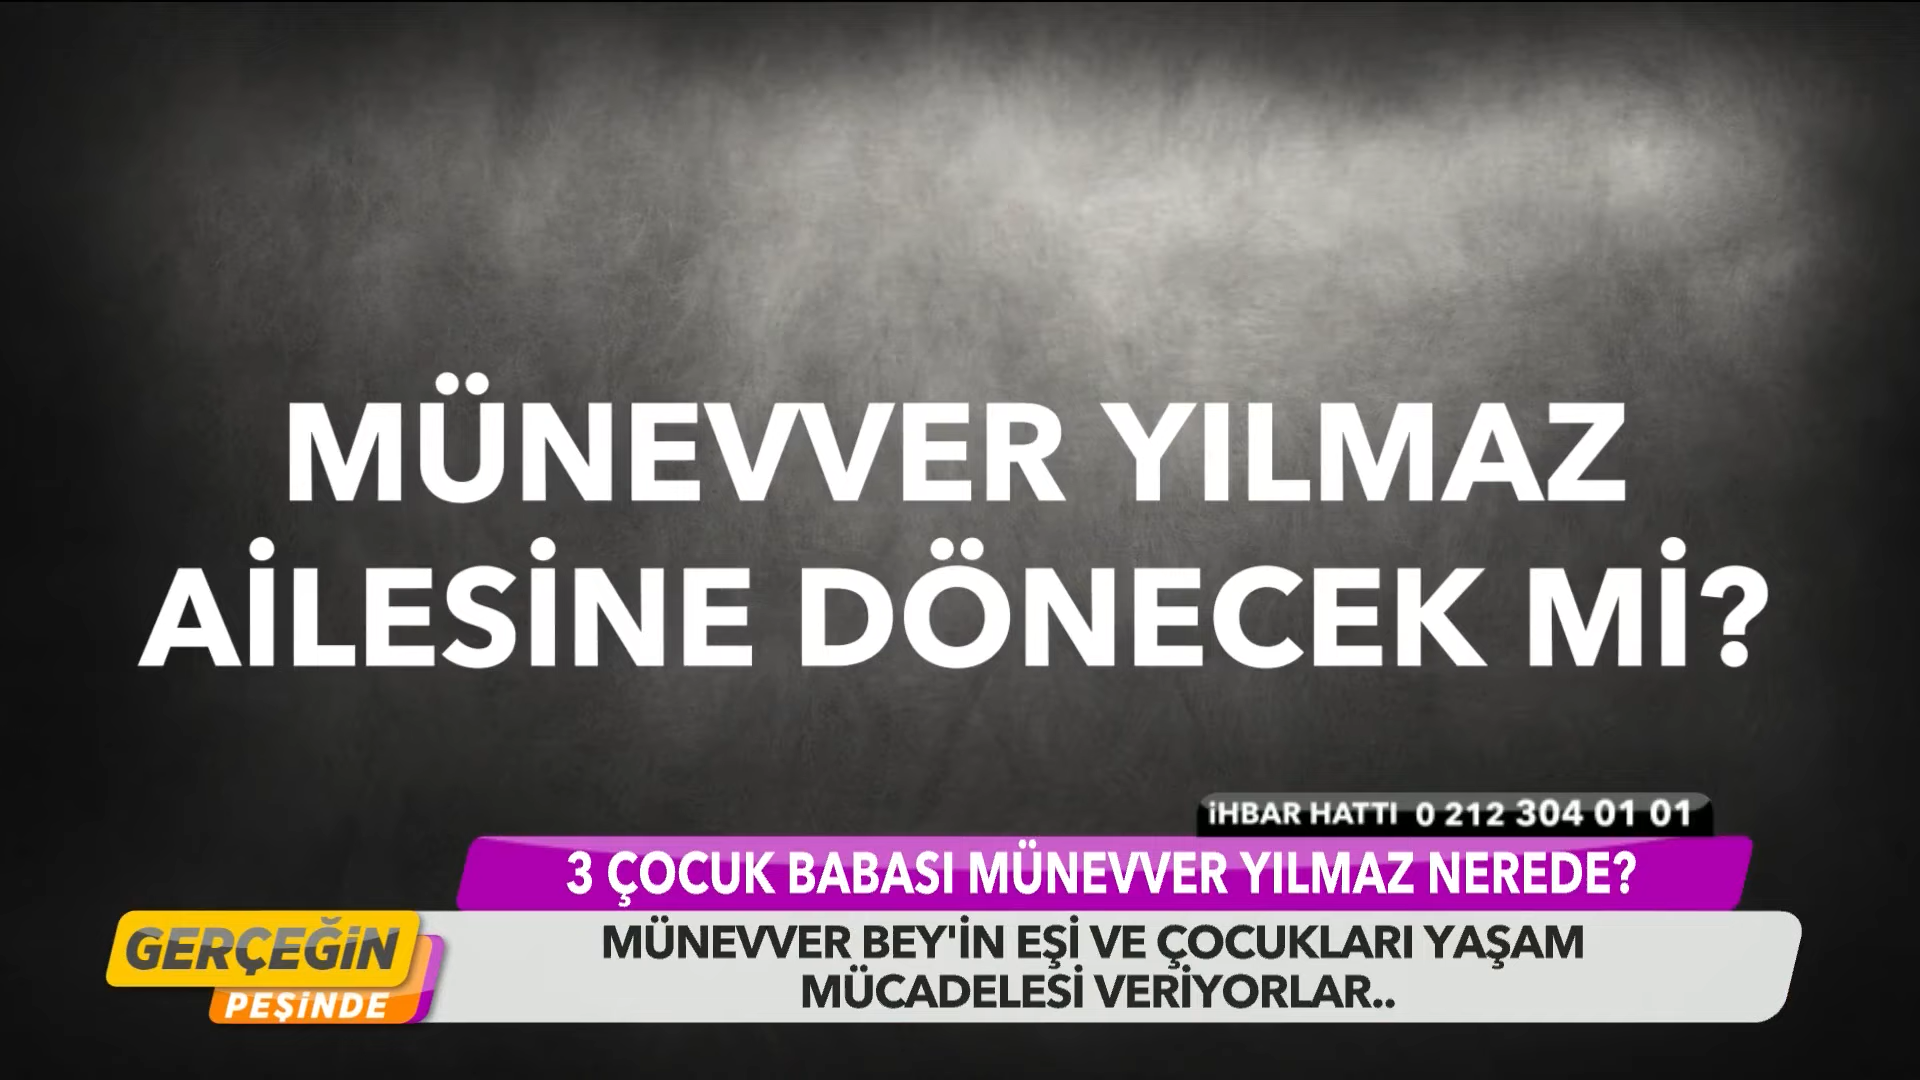 MÜNEVVER YILMAZ
AİLESİNE DÖNECEK Mİ?
İHBAR HATTI 0 212 304 01 01
3 ÇOCUK BABASI MÜNEVVER YILMAZ NEREDE?
GERÇEĞİN
PEŞİNDE
MÜNEVVER BEY'İN EŞİ VE ÇOCUKLARI YAŞAM
MÜCADELESİ VERİYORLAR..